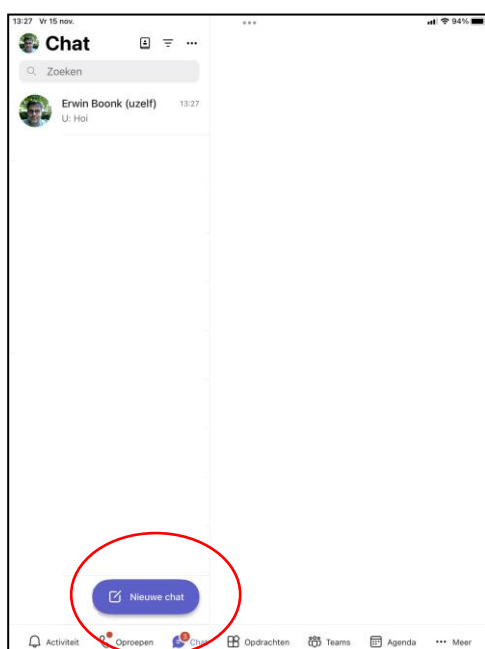 13:27 Vr 15 nov.
94%
Chat
Zoeken
Erwin Boonk (uzelf) 13:27
U: Hoi
Nieuwe chat
3
Activiteit Oproepen Chat Opdrachten Teams Agenda Meer